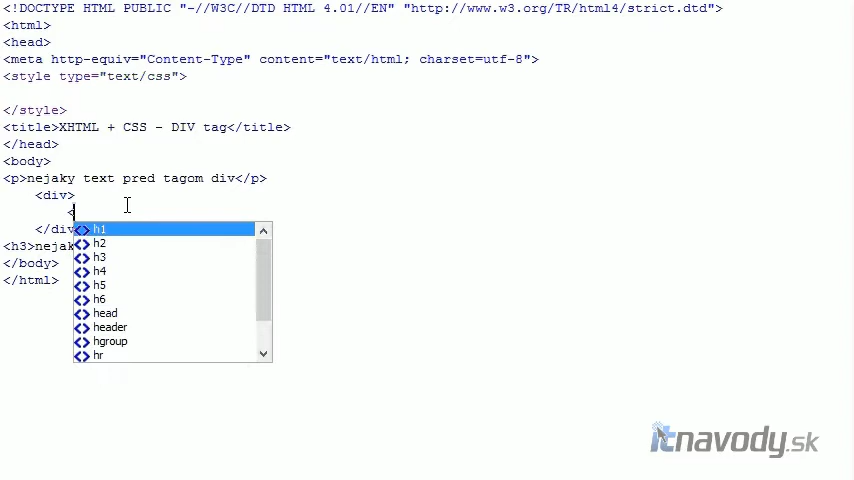 <!DOCTYPE HTML PUBLIC "-//W3C//DTD HTML 4.01//EN" "http://www.w3.org/TR/html4/strict.dtd">
<html>
<head>
<meta http-equiv="Content-Type" content="text/html; charset=utf-8">
<style type="text/css">
</style>
<title>XHTML + CSS - DIV tag</title>
</head>
<body>
<p>nejaky text pred tagom div</p>
<div>
<
</div
<h3>nejak
</body>
</html>
h1
h2
h3
h4
h5
h6
head
header
hgroup
hr
itnavody.sk